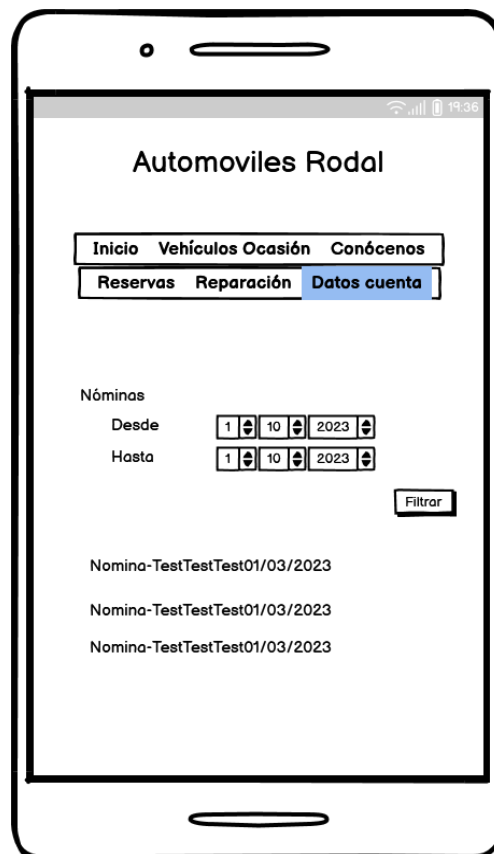 19:36
Automoviles Rodal
Inicio Vehículos Ocasión Conócenos
Reservas Reparación Datos cuenta
Nóminas
Desde 1 10 2023
Hasta 1 10 2023
Filtrar
Nomina-TestTestTest01/03/2023
Nomina-TestTestTest01/03/2023
Nomina-TestTestTest01/03/2023